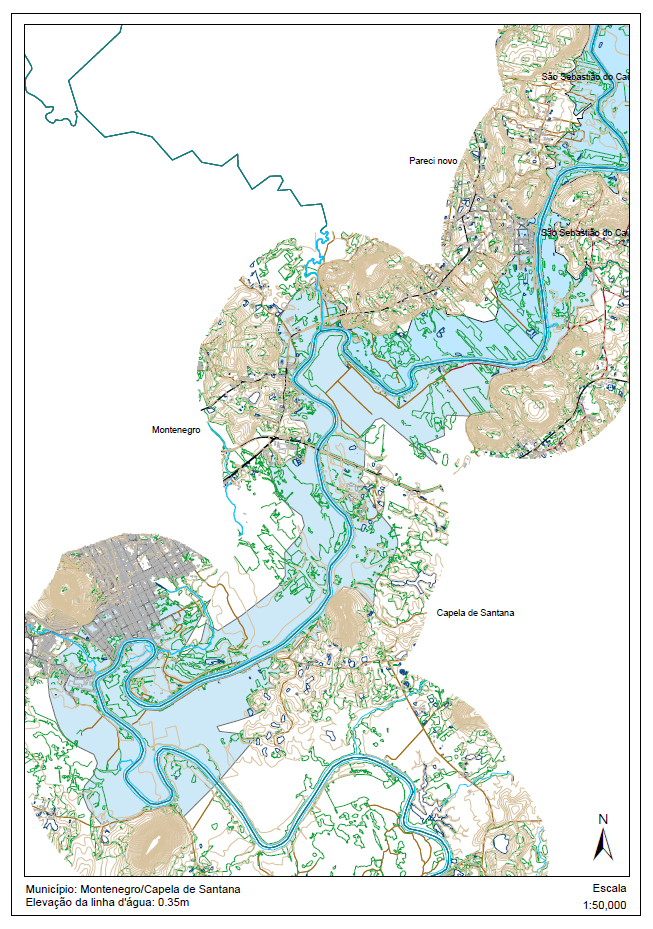 São Sebastião do Caí
Pareci novo
São Sebastião do Caí
Montenegro
Capela de Santana
N
Município: Montenegro/Capela de Santana
Elevação da linha d'água: 0.35m
Escala
1:50,000